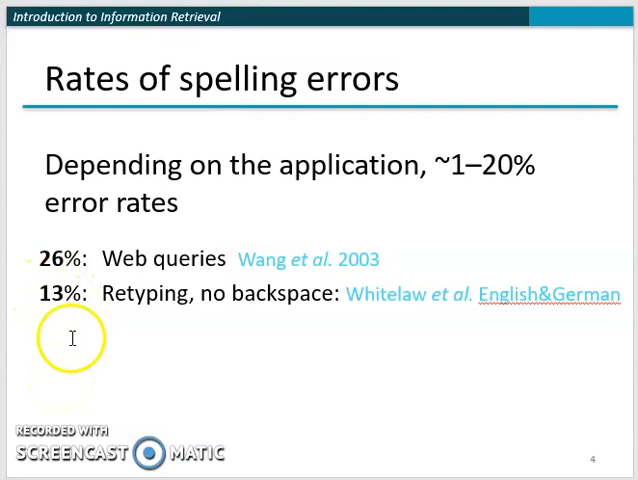 Introduction to Information Retrieval
Rates of spelling errors
Depending on the application, ~1–20%
error rates
26%: Web queries Wang et al. 2003
13%: Retyping, no backspace: Whitelaw et al. English&German
RECORDED WITH
SCREENCAST MATIC
4